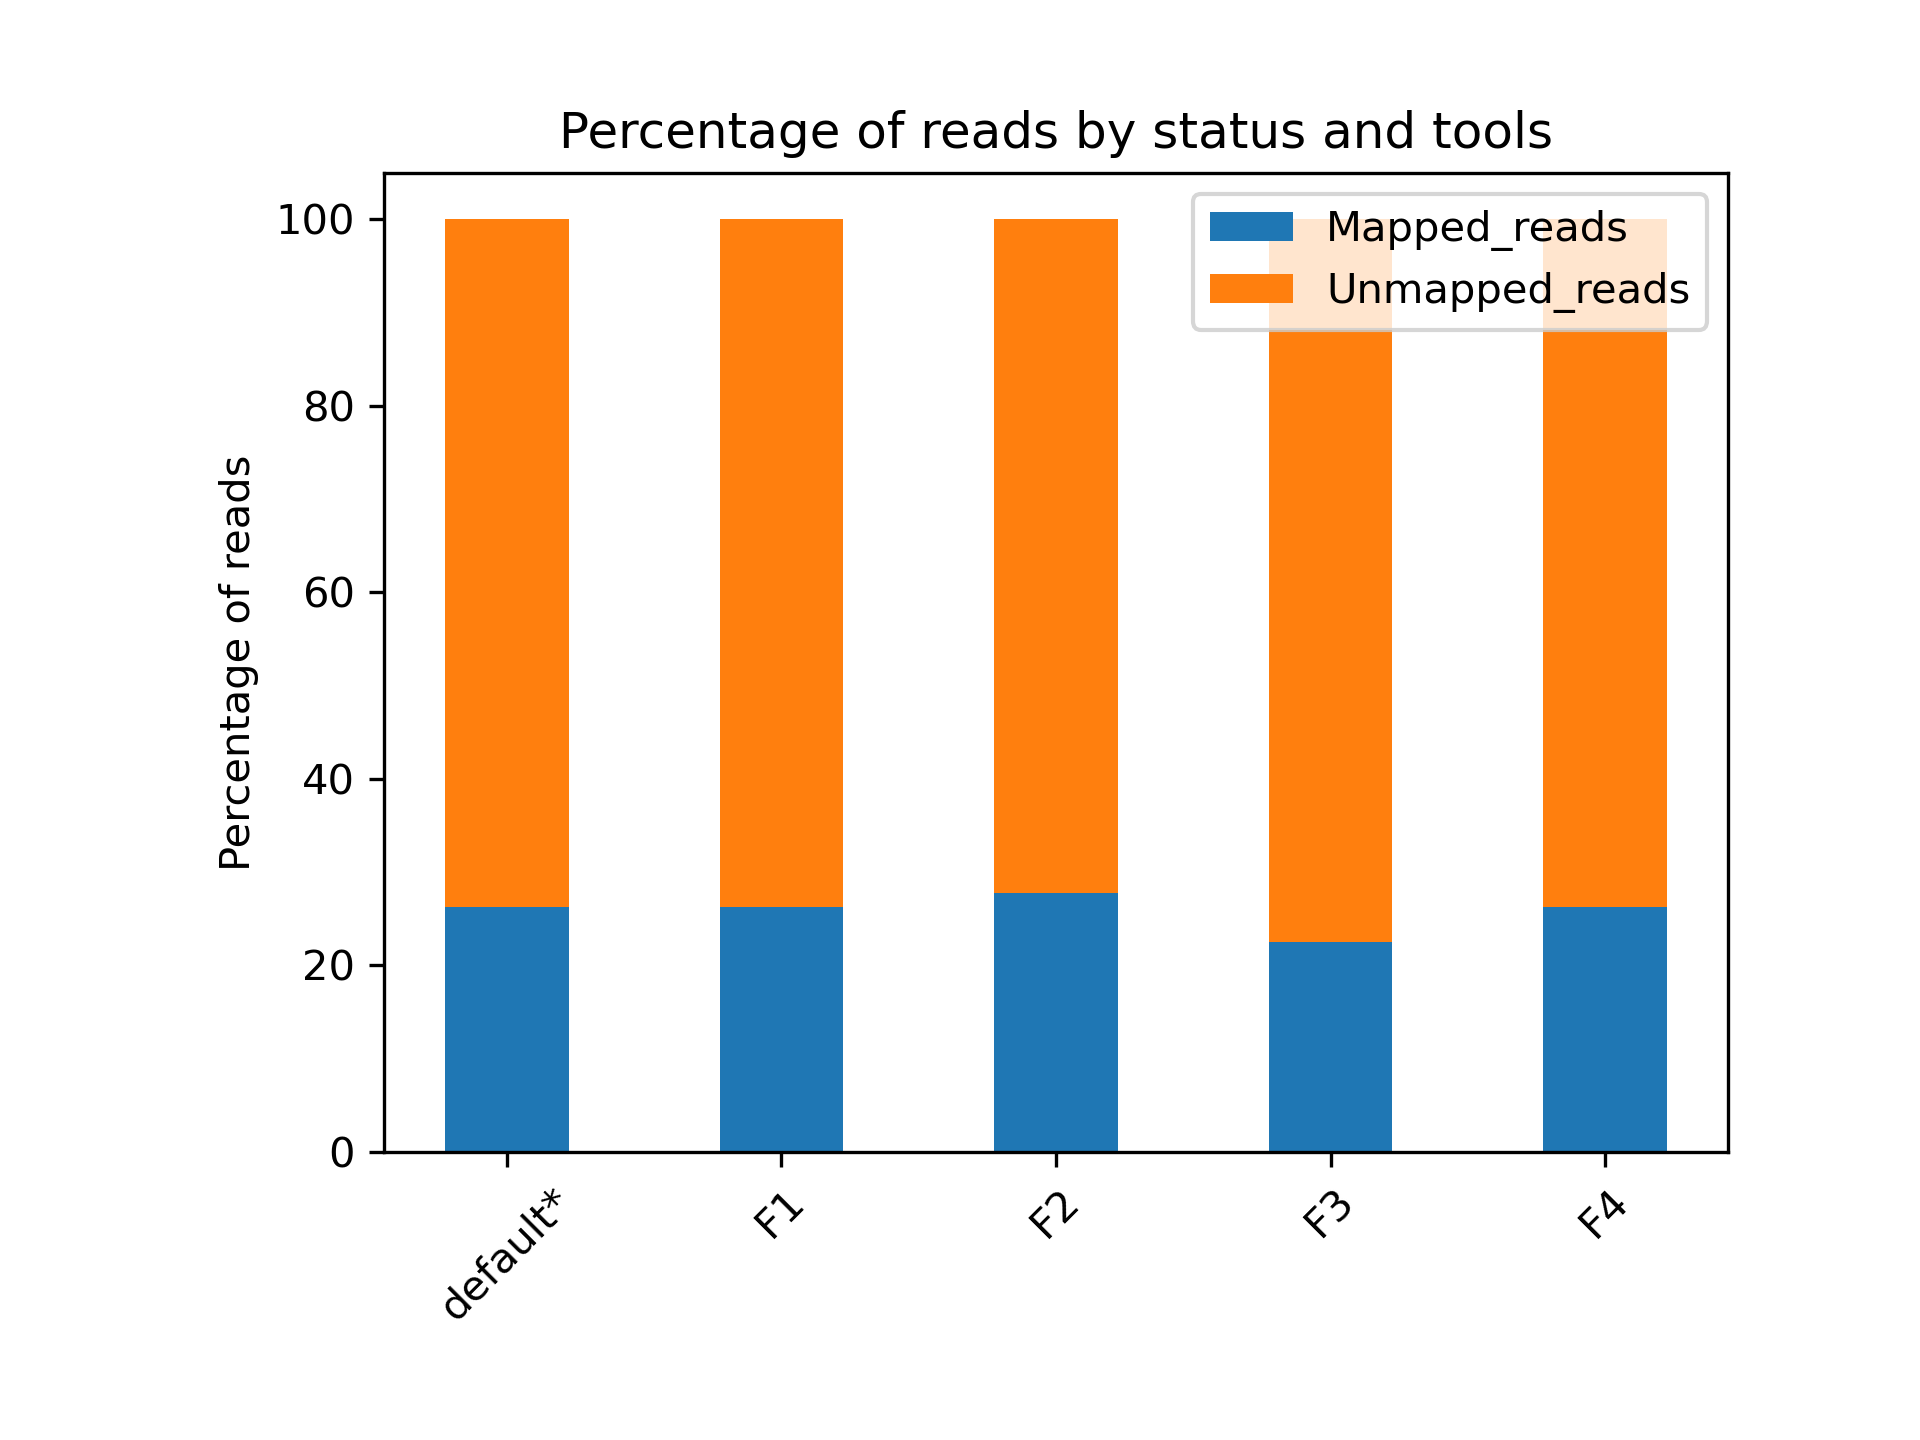 Percentage of reads by status and tools
Mapped_reads
Unmapped_reads
Percentage of reads
100
80
60
40
20
0
default*
F1
F2
F3
F4